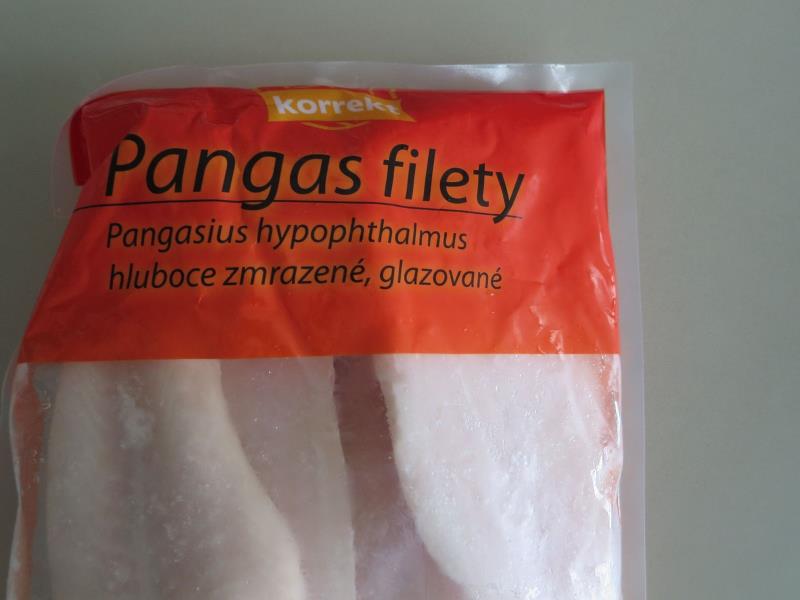 korrekt
Pangas filety
Pangasius hypophthalmus
hluboce zmrazené, glazované